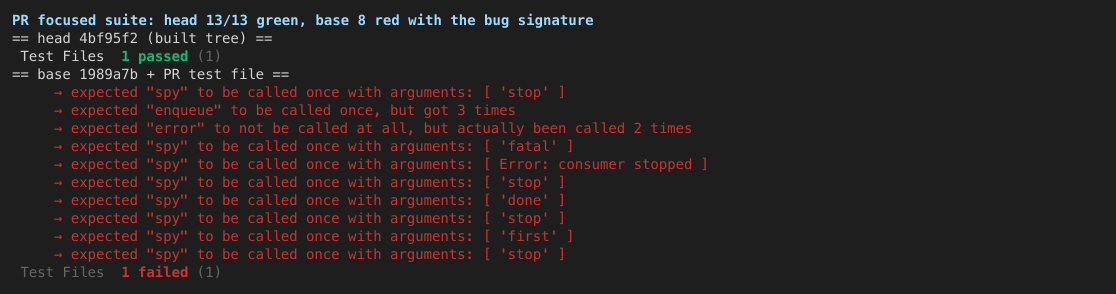 PR focused suite: head 13/13 green, base 8 red with the bug signature
== head 4bf95f2 (built tree) ==
Test Files  1 passed (1)
== base 1989a7b + PR test file ==
→ expected "spy" to be called once with arguments: [ 'stop' ]
→ expected "enqueue" to be called once, but got 3 times
→ expected "error" to not be called at all, but actually been called 2 times
→ expected "spy" to be called once with arguments: [ 'fatal' ]
→ expected "spy" to be called once with arguments: [ Error: consumer stopped ]
→ expected "spy" to be called once with arguments: [ 'stop' ]
→ expected "spy" to be called once with arguments: [ 'done' ]
→ expected "spy" to be called once with arguments: [ 'stop' ]
→ expected "spy" to be called once with arguments: [ 'first' ]
→ expected "spy" to be called once with arguments: [ 'stop' ]
Test Files  1 failed (1)